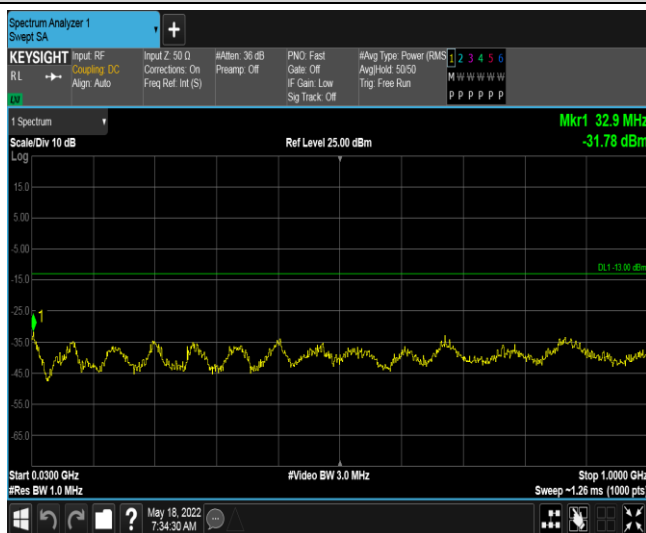 Spectrum Analyzer 1
Swept SA
+
KEYSIGHT
RL
Input: RF
Coupling: DC
Align: Auto
Input Z: 50 Ω
Corrections: On
Freq Ref: Int (S)
#Atten: 36 dB
Preamp: Off
PNO: Fast
Gate: Off
IF Gain: Low
Sig Track: Off
#Avg Type: Power (RMS
Avg|Hold: 50/50
Trig: Free Run
1 2 3 4 5 6
M W W W W W
P P P P P P
1 Spectrum
Mkr1 32.9 MHz
Scale/Div 10 dB
Ref Level 25.00 dBm
-31.78 dBm
Log
15.0
5.00
-5.00
DL1 -13.00 dBm
-15.0
-25.0
1
-35.0
-45.0
-55.0
-65.0
Start 0.0300 GHz
#Video BW 3.0 MHz
Stop 1.0000 GHz
#Res BW 1.0 MHz
Sweep ~1.26 ms (1000 pts)
?
May 18, 2022
7:34:30 AM